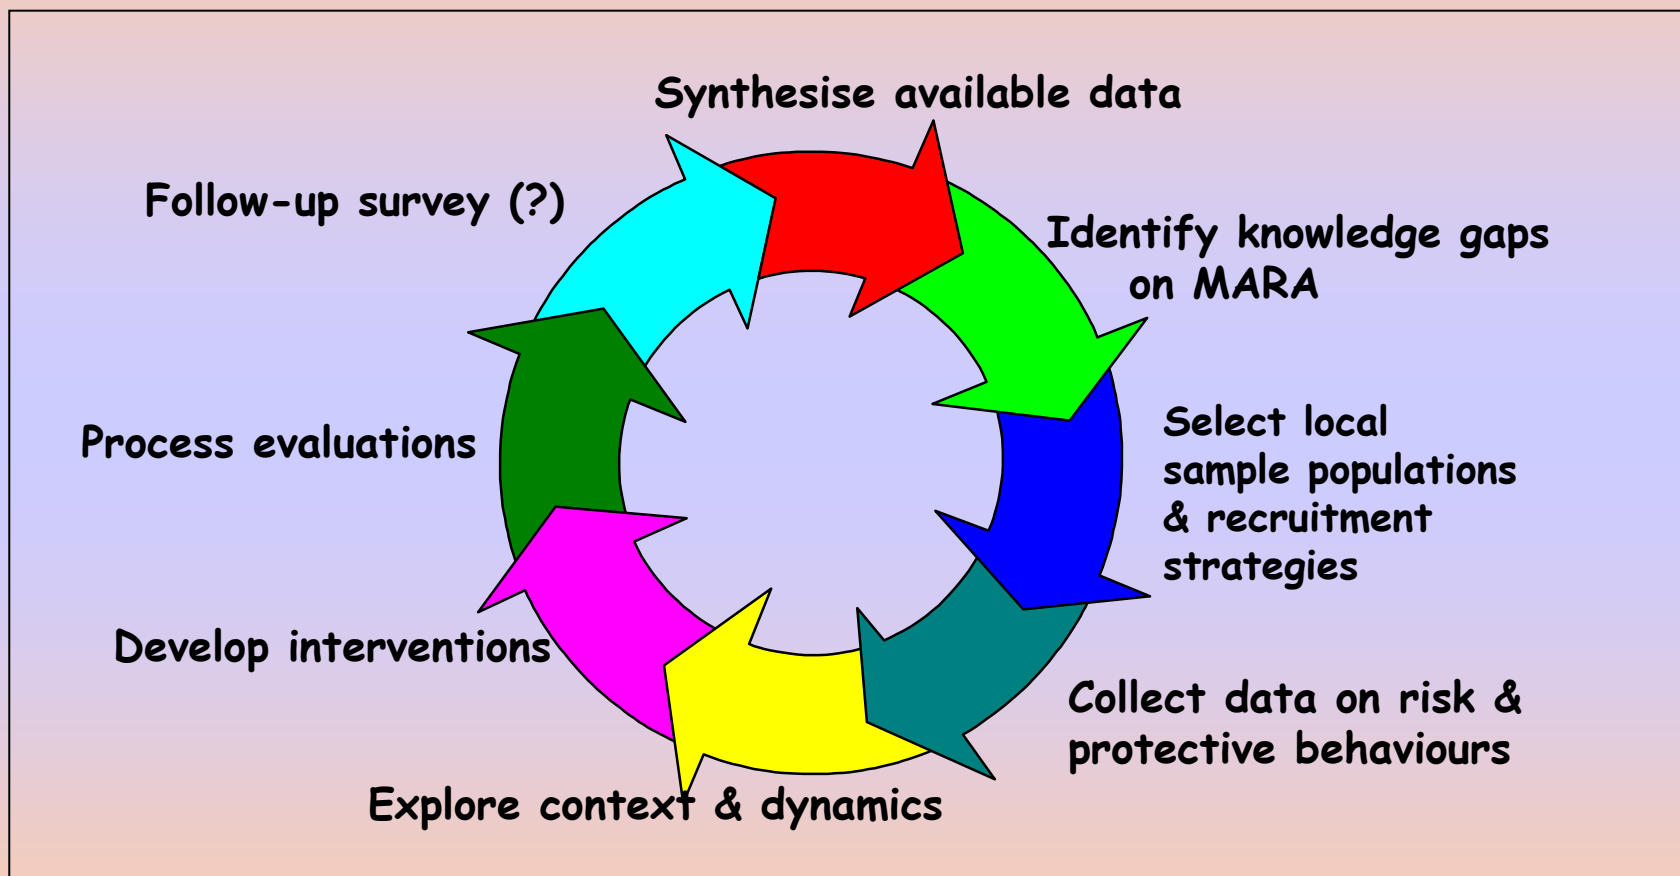 Synthesise available data
Identify knowledge gaps
on MARA
Select local
sample populations
& recruitment
strategies
Collect data on risk &
protective behaviours
Explore context & dynamics
Develop interventions
Process evaluations
Follow-up survey (?)